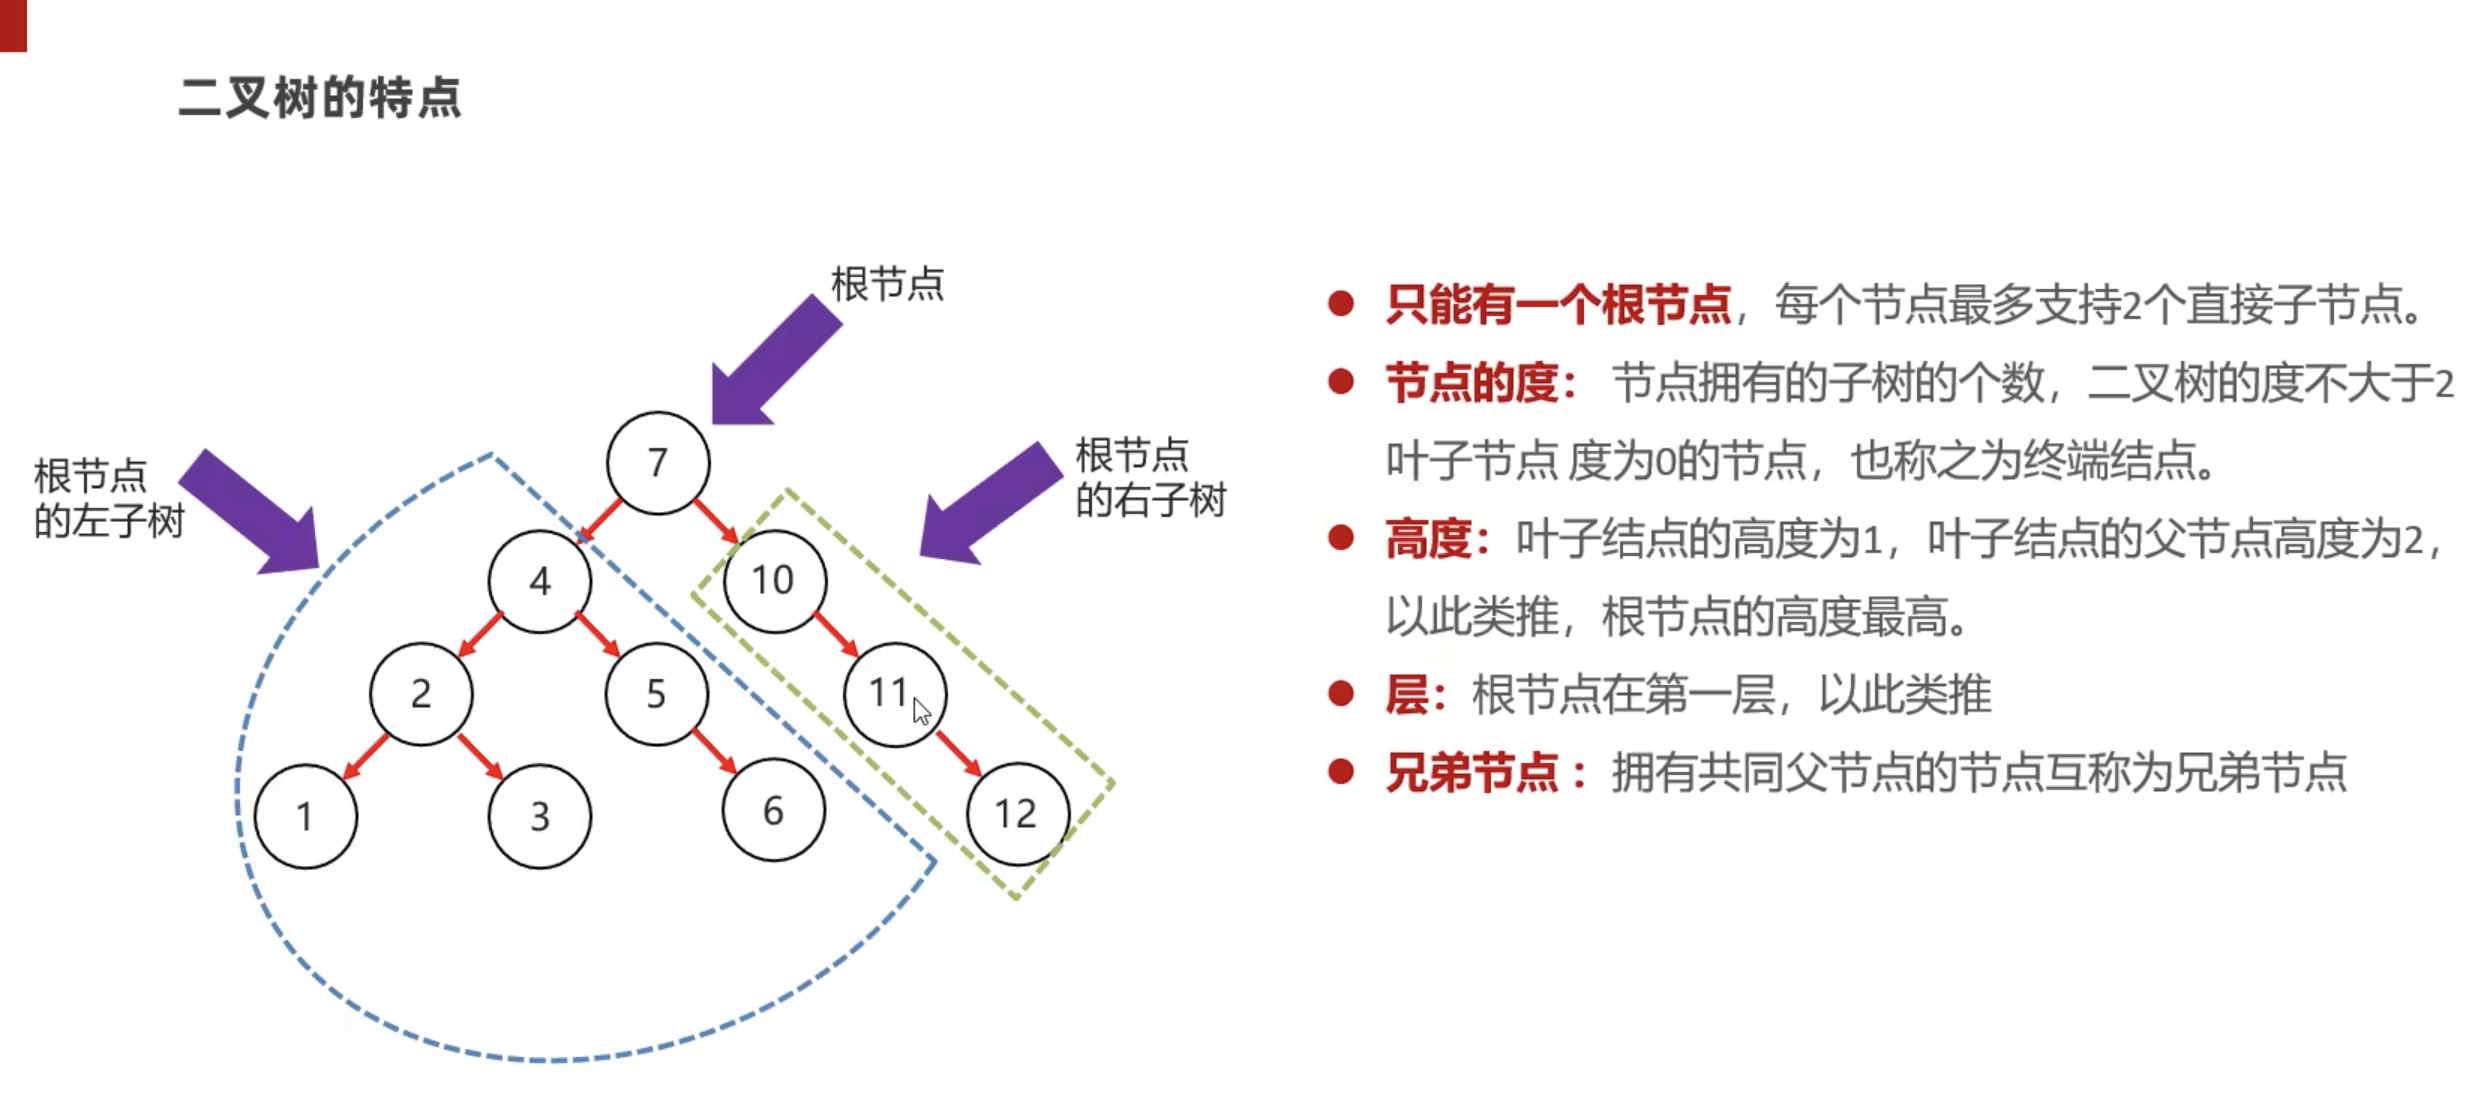 二叉树的特点
根节点
根节点
的左子树
根节点
的右子树
7
4
10
2
5
11
1
3
6
12
只能有一个根节点，每个节点最多支持2个直接子节点。
节点的度： 节点拥有的子树的个数，二叉树的度不大于2
叶子节点 度为0的节点，也称之为终端结点。
高度：叶子结点的高度为1，叶子结点的父节点高度为2，
以此类推，根节点的高度最高。
层：根节点在第一层，以此类推
兄弟节点 ：拥有共同父节点的节点互称为兄弟节点